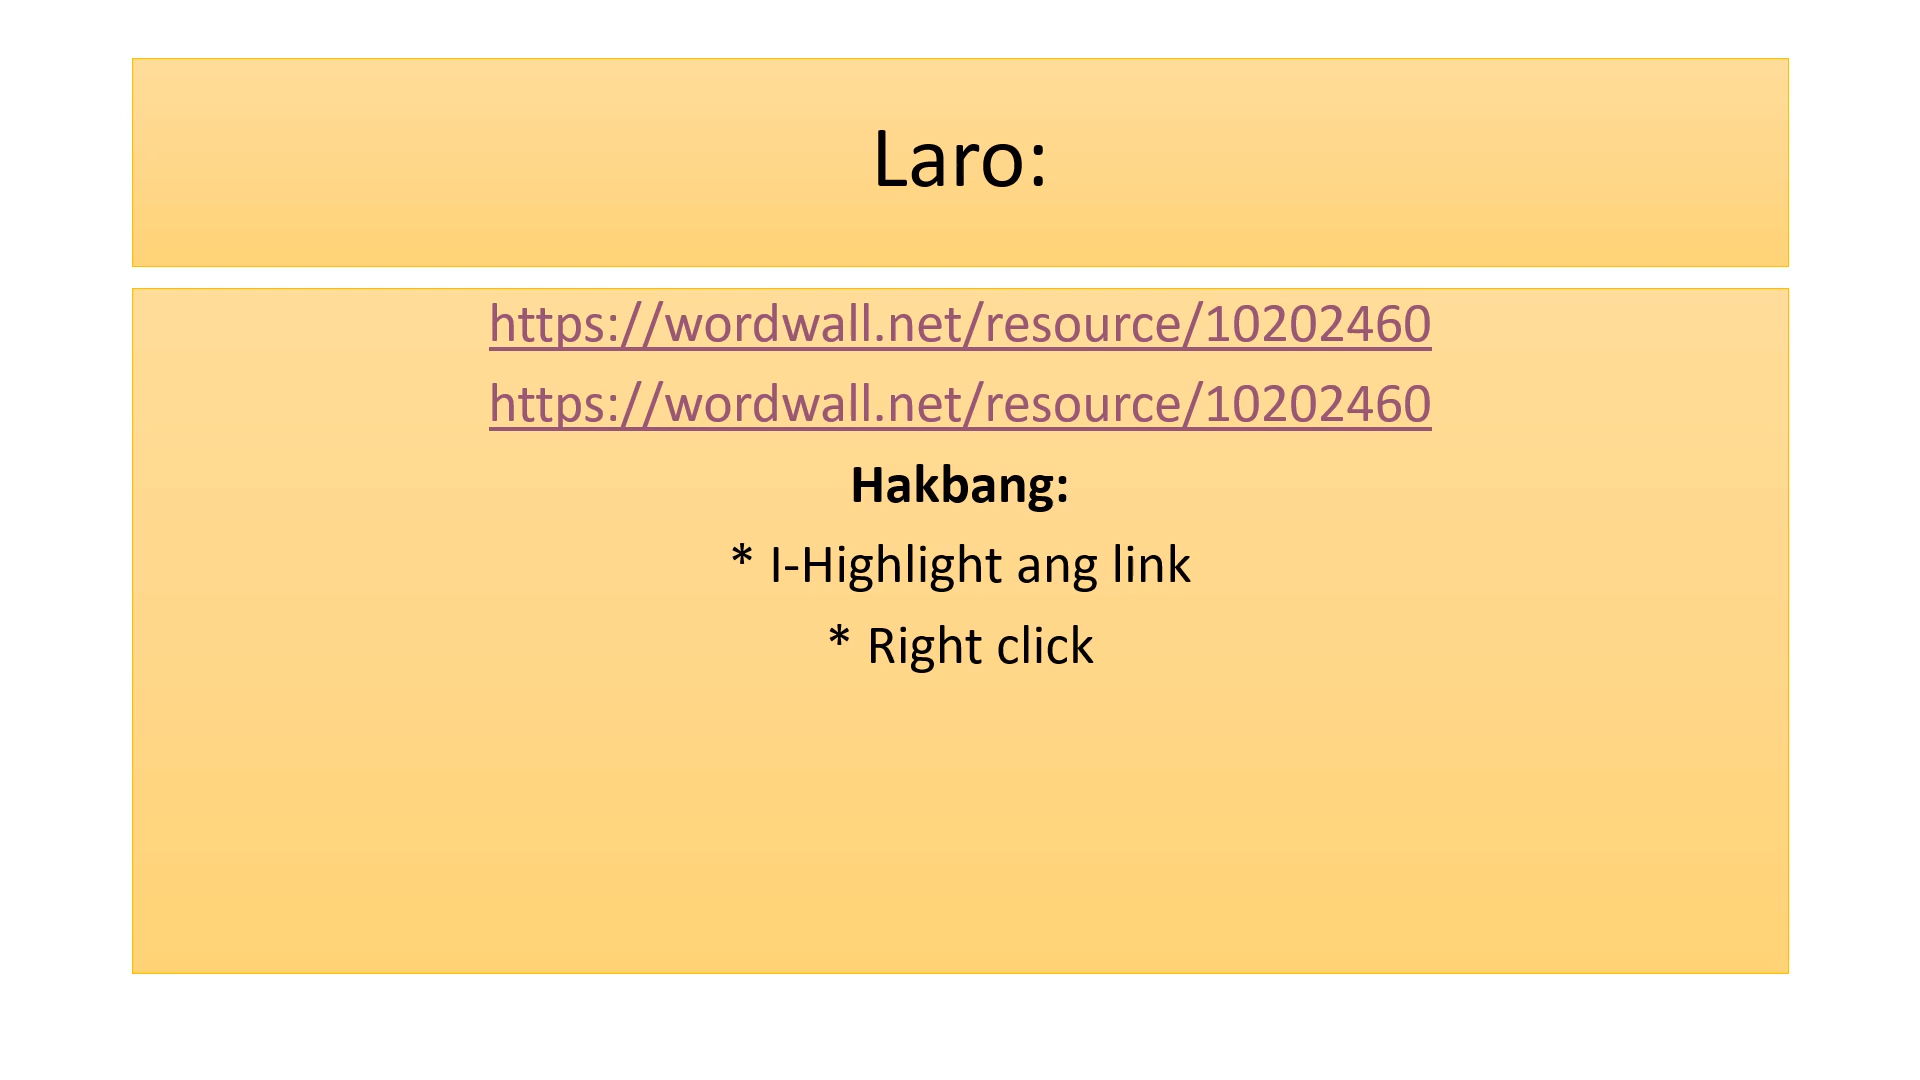 Laro:
https://wordwall.net/resource/10202460
https://wordwall.net/resource/10202460
Hakbang:
* I-Highlight ang link
* Right click